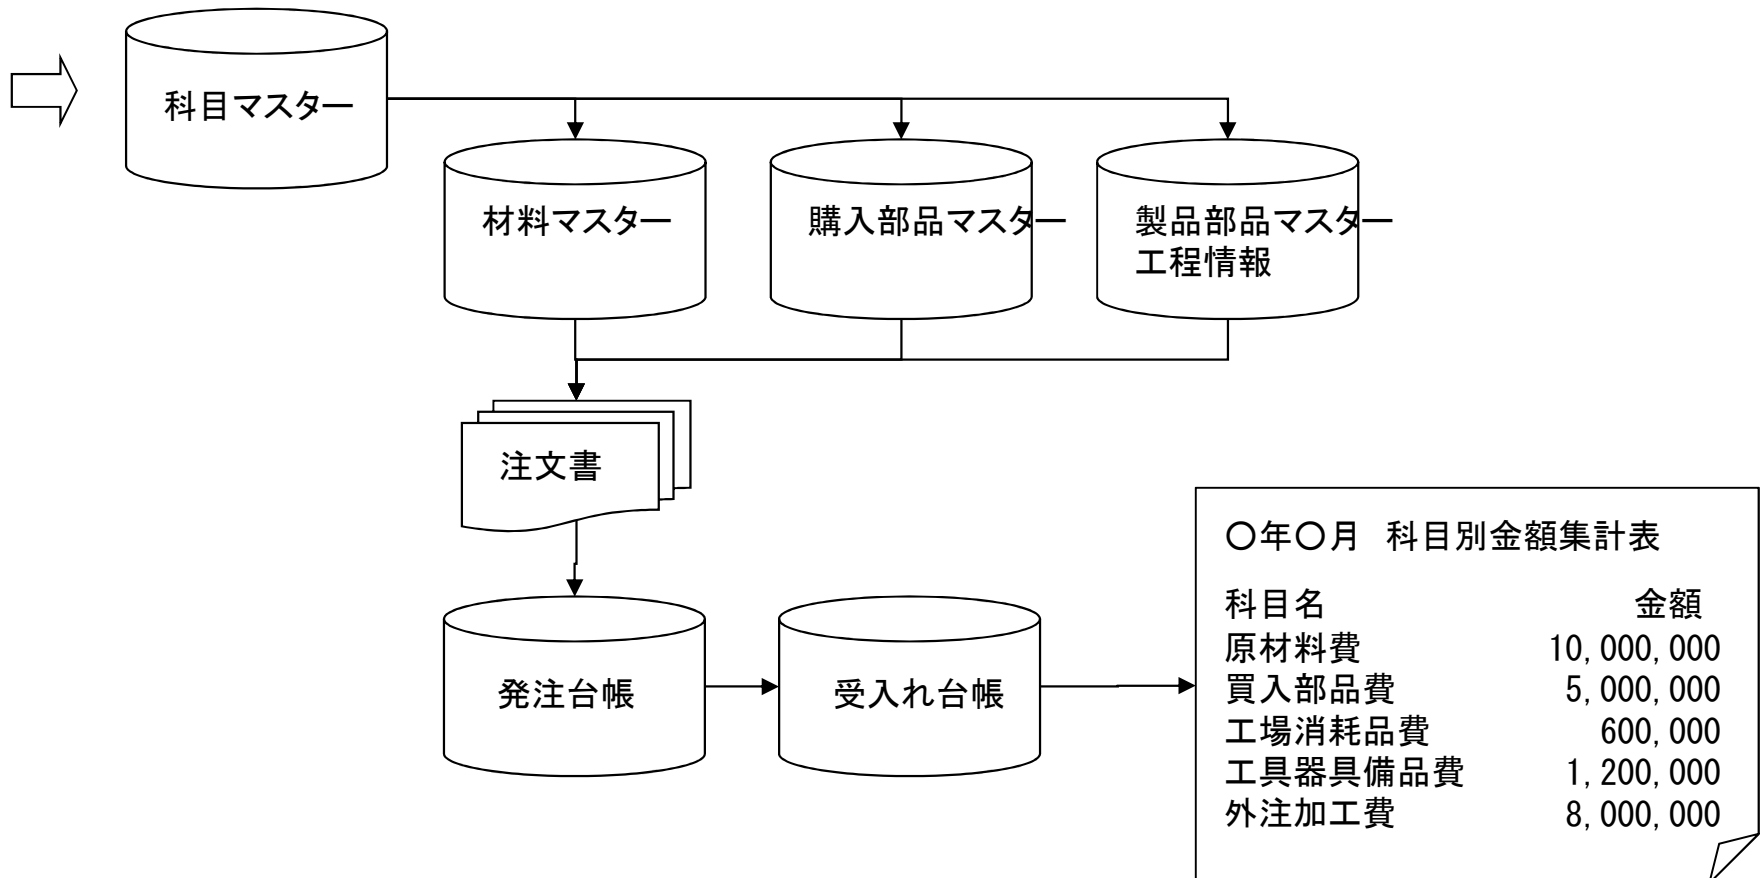 科目マスター
材料マスター
購入部品マスター
製品部品マスター
工程情報
注文書
発注台帳
受入れ台帳
〇年〇月　科目別金額集計表
科目名　金額
原材料費　10,000,000
買入部品費　5,000,000
工場消耗品費　600,000
工具器具備品費　1,200,000
外注加工費　8,000,000